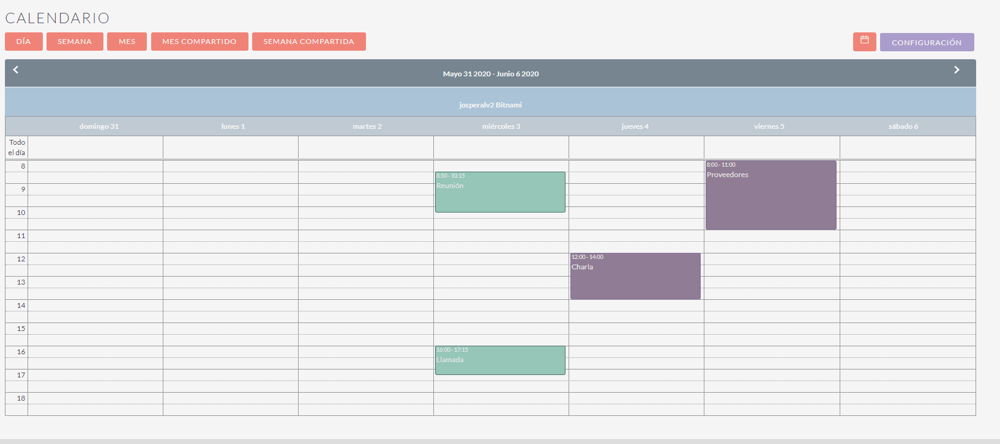 CALENDARIO
DÍA SEMANA MES MES COMPARTIDO SEMANA COMPARTIDA CONFIGURACIÓN
Mayo 31 2020 - Junio 6 2020
josperalv2 Bitnami
domingo 31 lunes 1 martes 2 miércoles 3 jueves 4 viernes 5 sábado 6
Todo
el día
8
8:00 - 11:00
Proveedores
8:30 - 10:15
Reunión
9
10
11
12
12:00 - 14:00
Charla
13
14
15
16
16:00 - 17:15
Llamada
17
18